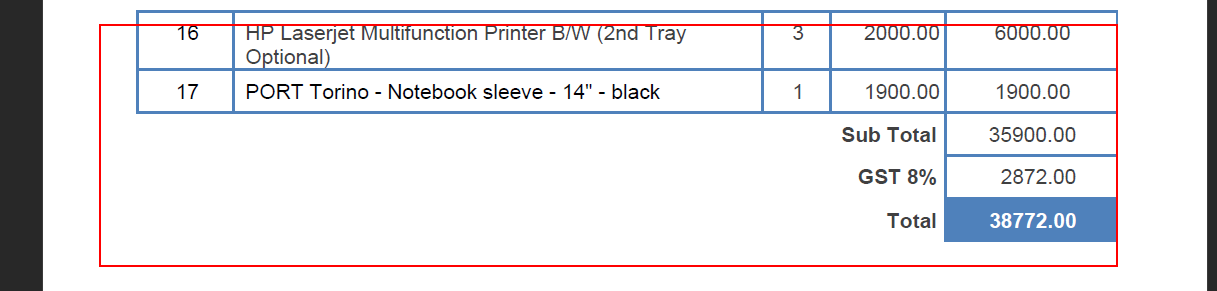 16 HP Laserjet Multifunction Printer B/W (2nd Tray 3 2000.00 6000.00
Optional)
17 PORT Torino - Notebook sleeve - 14" - black 1 1900.00 1900.00
Sub Total 35900.00
GST 8% 2872.00
Total 38772.00